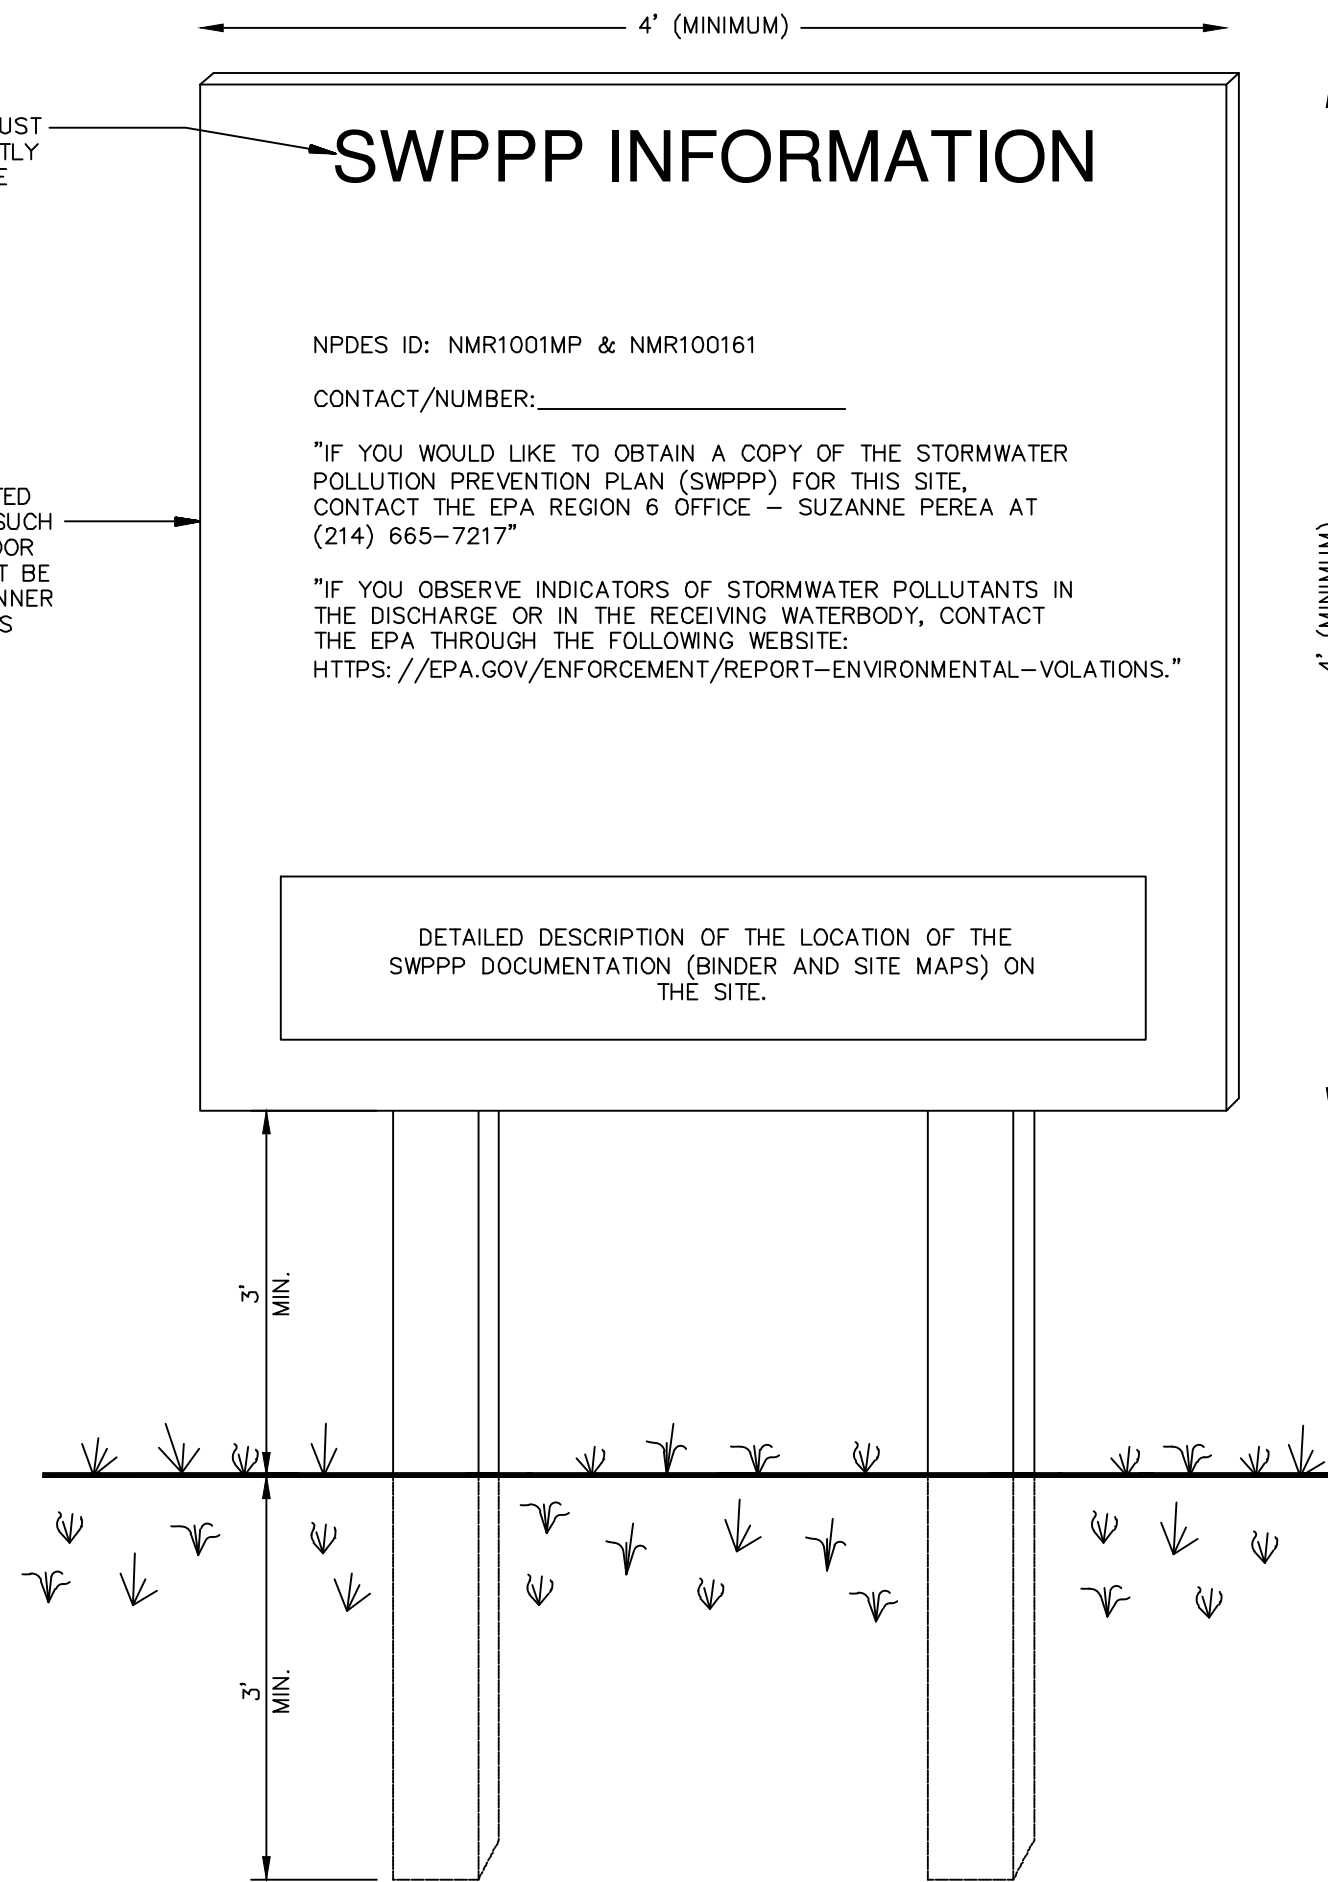 4' (MINIMUM)
UST
TLY
E
SWPPP INFORMATION
NPDES ID: NMR1001MP & NMR100161
CONTACT/NUMBER:
"IF YOU WOULD LIKE TO OBTAIN A COPY OF THE STORMWATER
POLLUTION PREVENTION PLAN (SWPPP) FOR THIS SITE,
CONTACT THE EPA REGION 6 OFFICE – SUZANNE PEREA AT
(214) 665–7217"
TED
SUCH
OOR
T BE
NNER
S
"IF YOU OBSERVE INDICATORS OF STORMWATER POLLUTANTS IN
THE DISCHARGE OR IN THE RECEIVING WATERBODY, CONTACT
THE EPA THROUGH THE FOLLOWING WEBSITE:
HTTPS: //EPA.GOV/ENFORCEMENT/REPORT–ENVIRONMENTAL–VOLATIONS."
4' (MINIMUM)
DETAILED DESCRIPTION OF THE LOCATION OF THE
SWPPP DOCUMENTATION (BINDER AND SITE MAPS) ON
THE SITE.
3'
MIN.
3'
MIN.